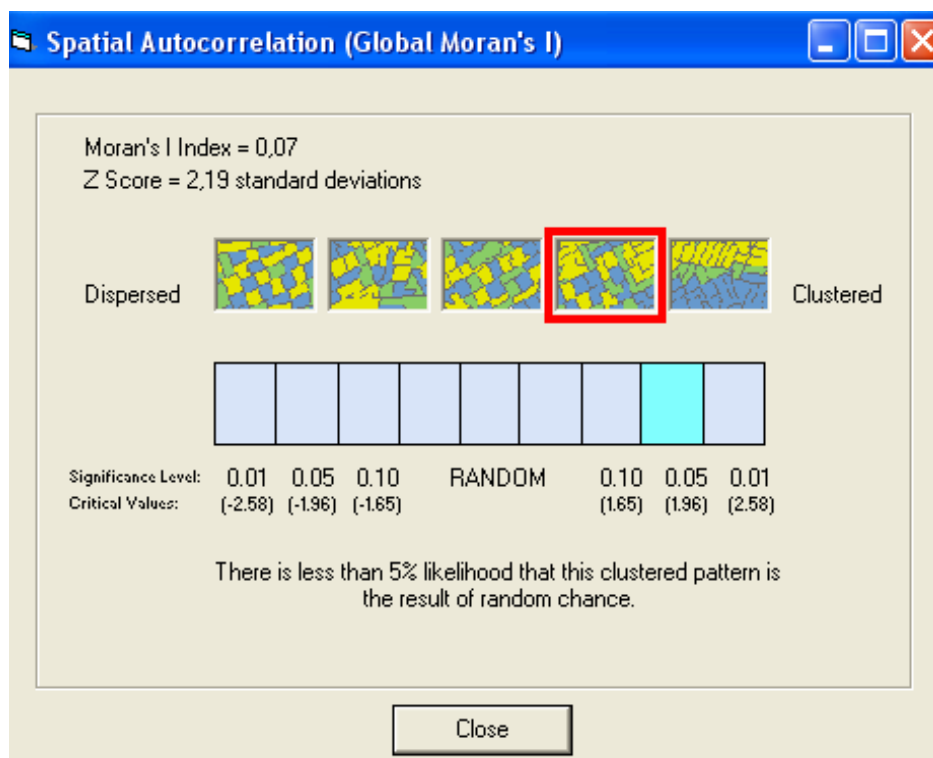 Spatial Autocorrelation (Global Moran's I)
Moran's I Index = 0,07
Z Score = 2,19 standard deviations
Dispersed
Clustered
Significance Level: 0.01 0.05 0.10 RANDOM 0.10 0.05 0.01
Critical Values: (-2.58) (-1.96) (-1.65) (1.65) (1.96) (2.58)
There is less than 5% likelihood that this clustered pattern is
the result of random chance.
Close